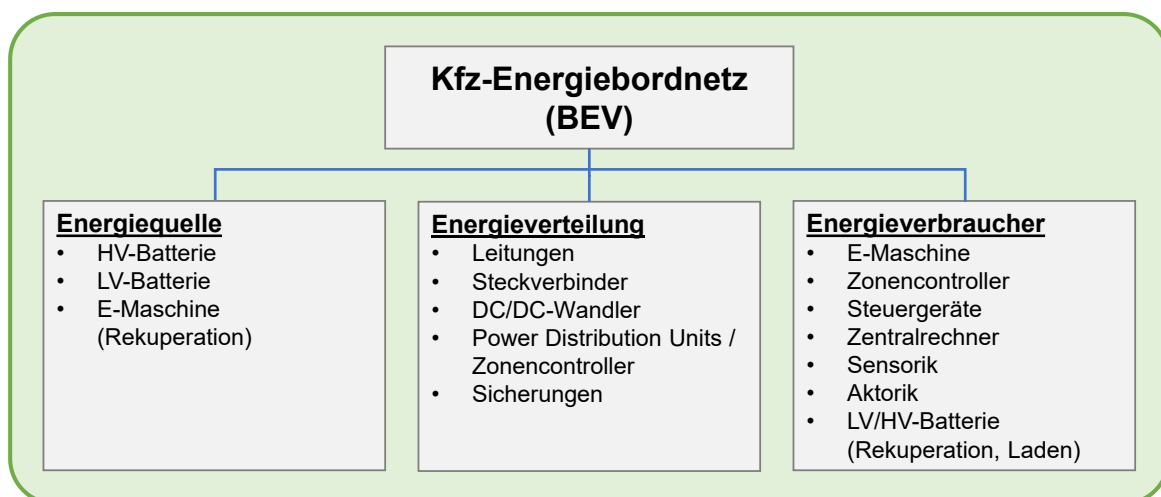 Kfz-Energiebordnetz
(BEV)
Energiequelle
• HV-Batterie
• LV-Batterie
• E-Maschine
(Rekuperation)
Energieverteilung
• Leitungen
• Steckverbinder
• DC/DC-Wandler
• Power Distribution Units /
Zonencontroller
• Sicherungen
Energieverbraucher
• E-Maschine
• Zonencontroller
• Steuergeräte
• Zentralrechner
• Sensorik
• Aktorik
• LV/HV-Batterie
(Rekuperation, Laden)